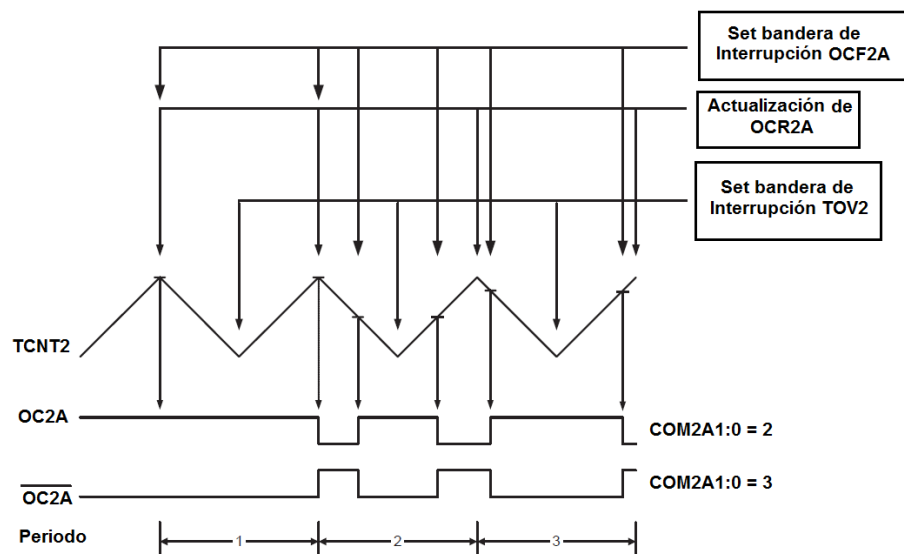 Set bandera de
Interrupción OCF2A
Actualización de
OCR2A
Set bandera de
Interrupción TOV2
TCNT2
OC2A
COM2A1:0 = 2
OC2A
COM2A1:0 = 3
Periodo
1
2
3